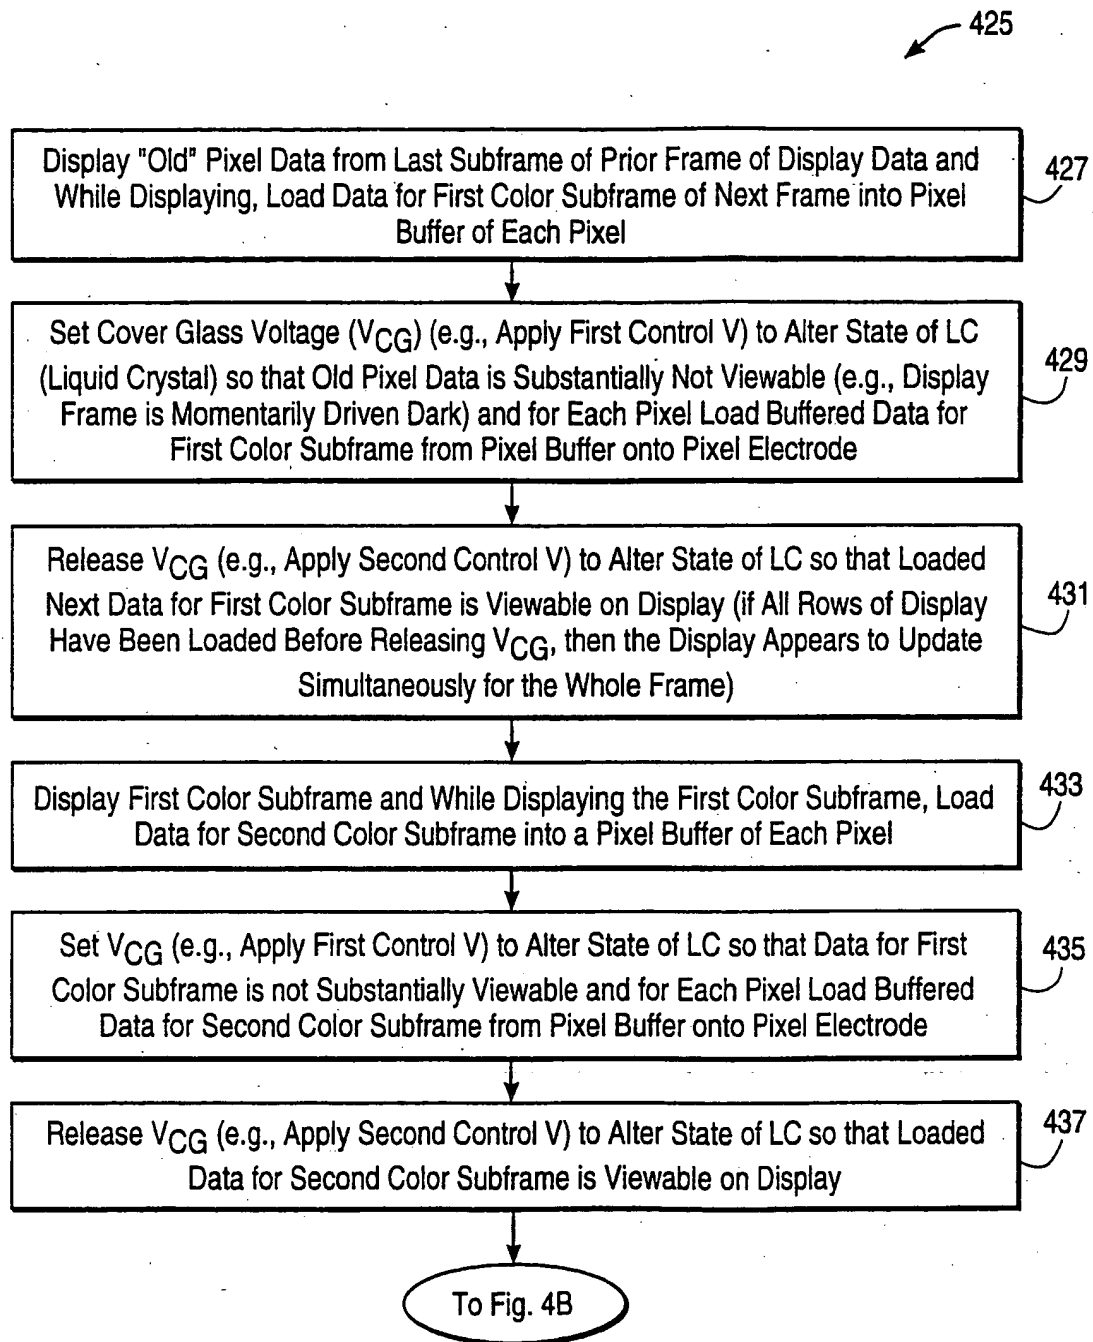 425
Display "Old" Pixel Data from Last Subframe of Prior Frame of Display Data and
While Displaying, Load Data for First Color Subframe of Next Frame into Pixel
Buffer of Each Pixel
427
Set Cover Glass Voltage (VCG) (e.g., Apply First Control V) to Alter State of LC
(Liquid Crystal) so that Old Pixel Data is Substantially Not Viewable (e.g., Display
Frame is Momentarily Driven Dark) and for Each Pixel Load Buffered Data for
First Color Subframe from Pixel Buffer onto Pixel Electrode
429
Release VCG (e.g., Apply Second Control V) to Alter State of LC so that Loaded
Next Data for First Color Subframe is Viewable on Display (if All Rows of Display
Have Been Loaded Before Releasing VCG, then the Display Appears to Update
Simultaneously for the Whole Frame)
431
Display First Color Subframe and While Displaying the First Color Subframe, Load
Data for Second Color Subframe into a Pixel Buffer of Each Pixel
433
Set VCG (e.g., Apply First Control V) to Alter State of LC so that Data for First
Color Subframe is not Substantially Viewable and for Each Pixel Load Buffered
Data for Second Color Subframe from Pixel Buffer onto Pixel Electrode
435
Release VCG (e.g., Apply Second Control V) to Alter State of LC so that Loaded
Data for Second Color Subframe is Viewable on Display
437
To Fig. 4B